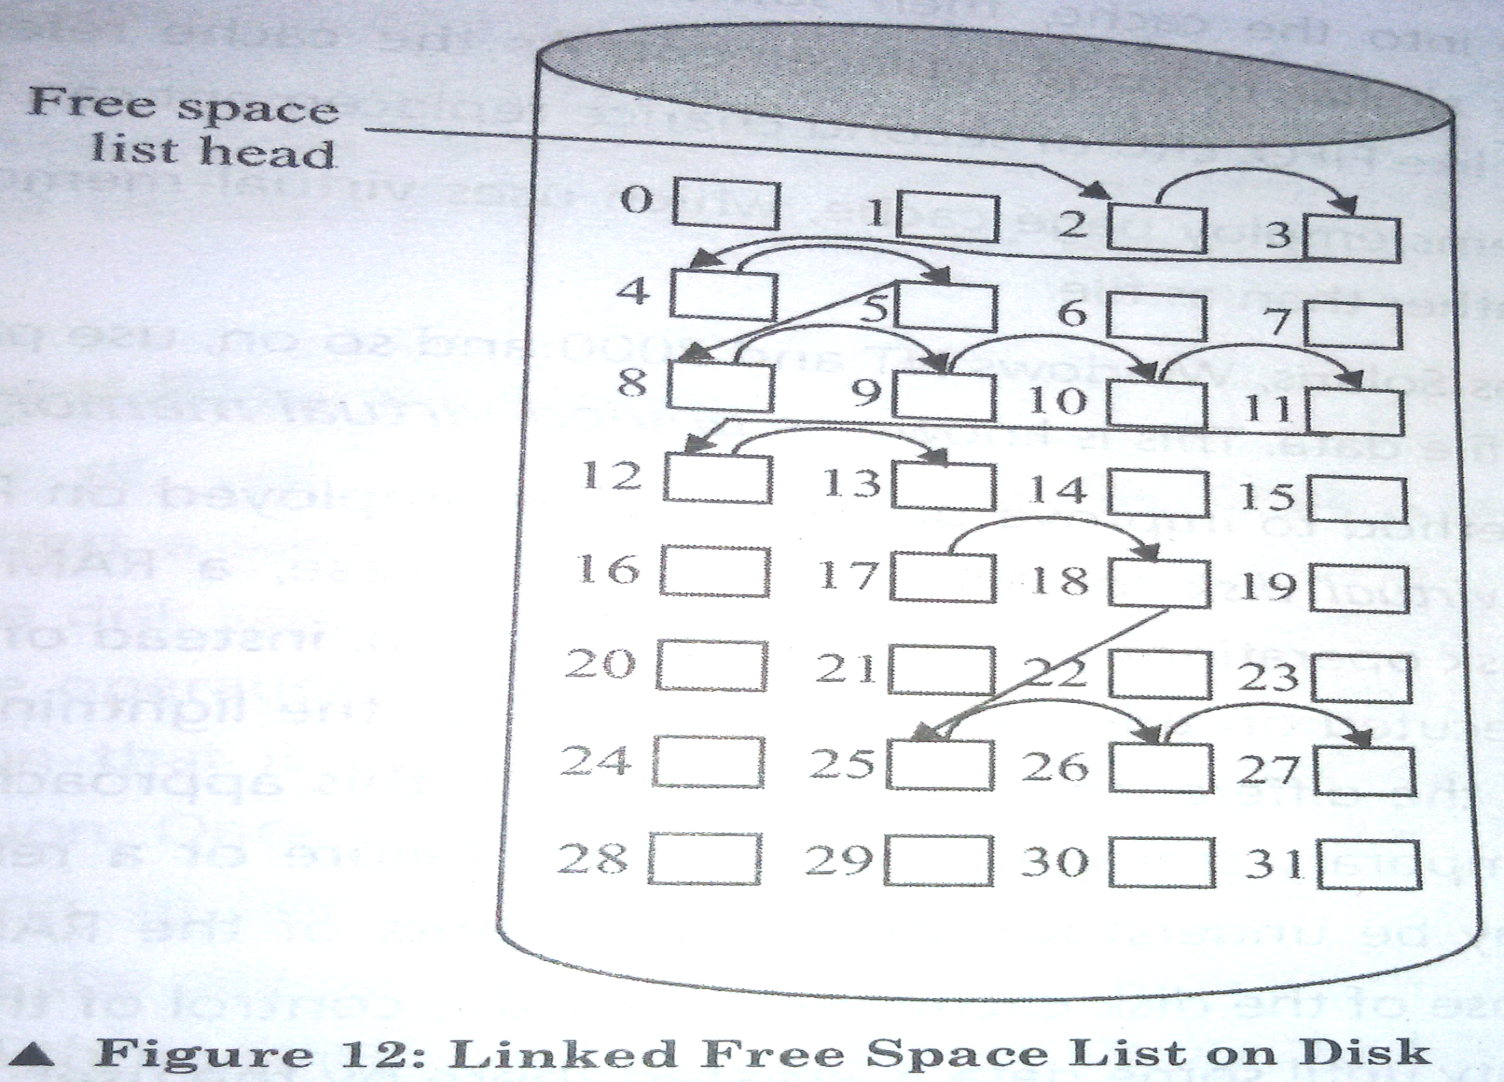 Free space
list head
0 1 2 3
4 5 6 7
8 9 10 11
12 13 14 15
16 17 18 19
20 21 22 23
24 25 26 27
28 29 30 31
▲ Figure 12: Linked Free Space List on Disk